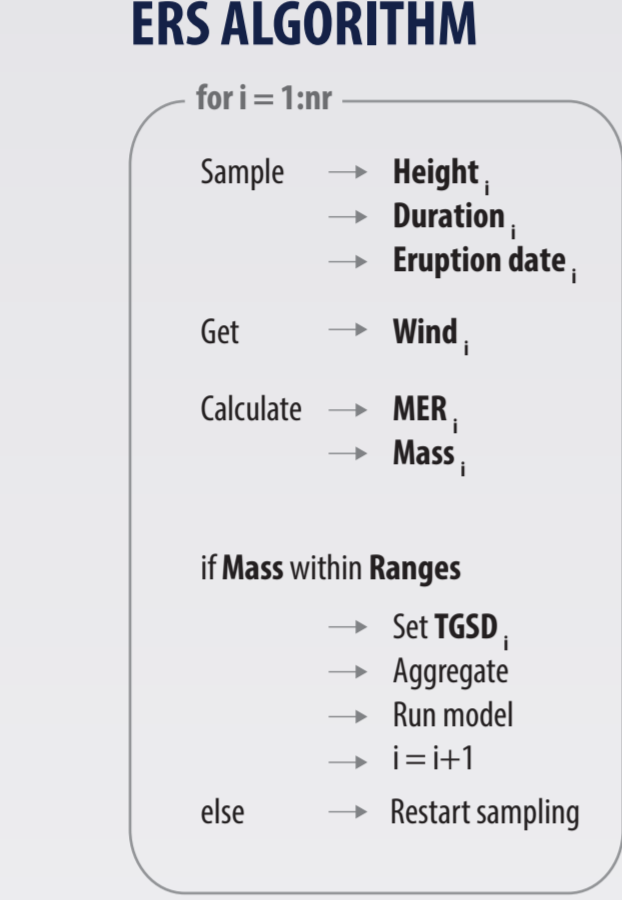 ERS ALGORITHM
for i = 1:nr
Sample → Height i
→ Duration i
→ Eruption date i
Get → Wind i
Calculate → MER i
→ Mass i
if Mass within Ranges
→ Set TGSD i
→ Aggregate
→ Run model
→ i = i+1
else → Restart sampling